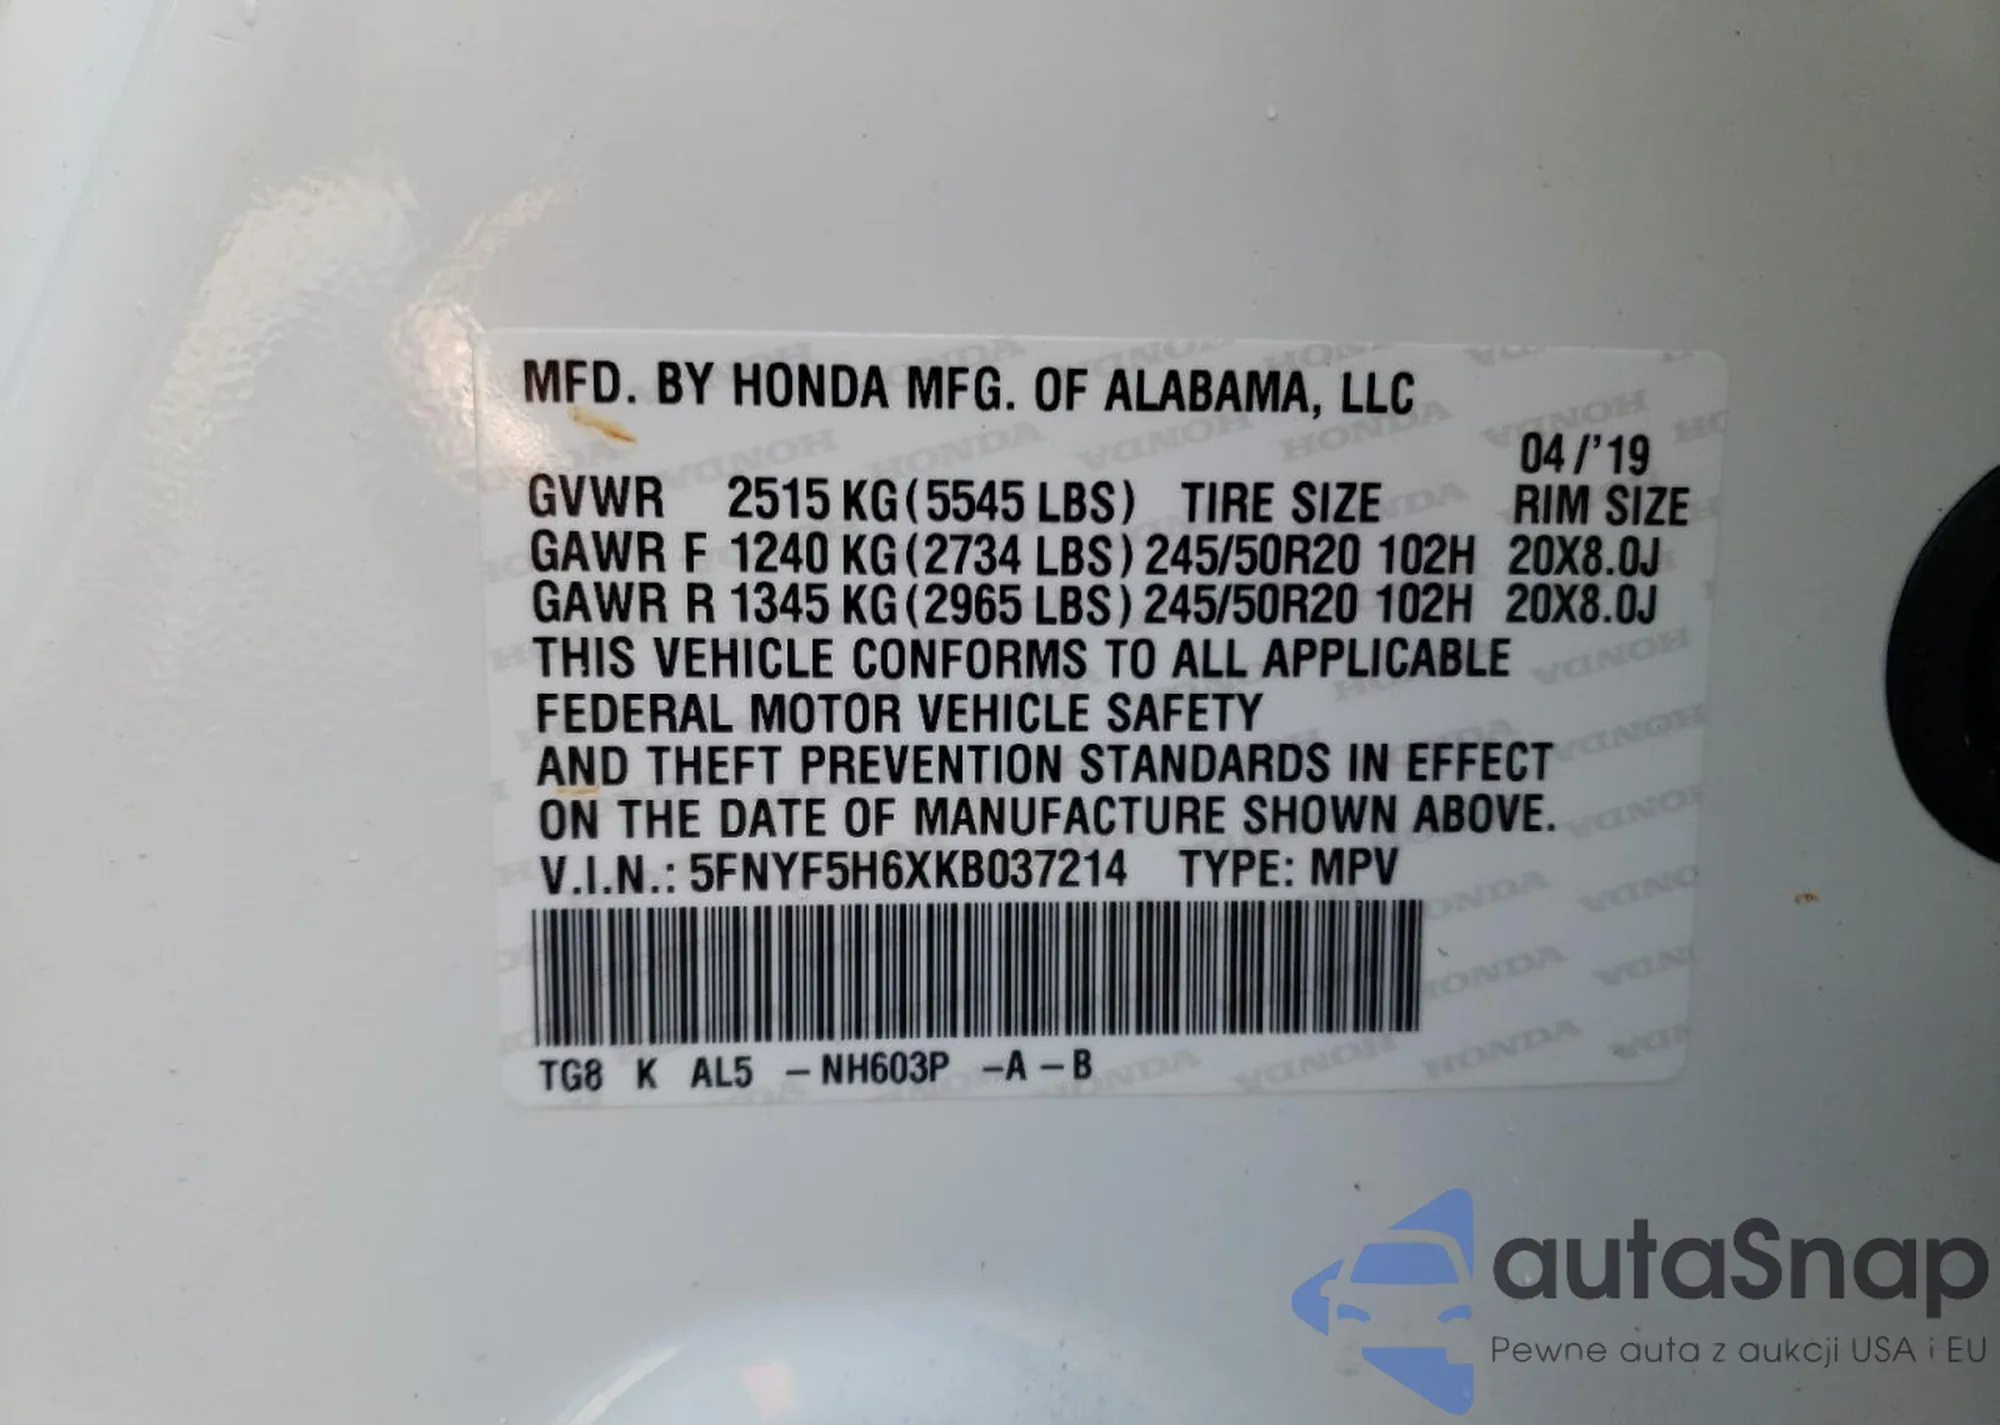 MFD. BY HONDA MFG. OF ALABAMA, LLC
04/'19
GVWR 2515 KG (5545 LBS) TIRE SIZE RIM SIZE
GAWR F 1240 KG (2734 LBS) 245/50R20 102H 20X8.0J
GAWR R 1345 KG (2965 LBS) 245/50R20 102H 20X8.0J
THIS VEHICLE CONFORMS TO ALL APPLICABLE
FEDERAL MOTOR VEHICLE SAFETY
AND THEFT PREVENTION STANDARDS IN EFFECT
ON THE DATE OF MANUFACTURE SHOWN ABOVE.
V.I.N.: 5FNYF5H6XKB037214 TYPE: MPV
TG8 K AL5 -NH603P -A-B
autaSnap
Pewne auta z aukcji USA i EU